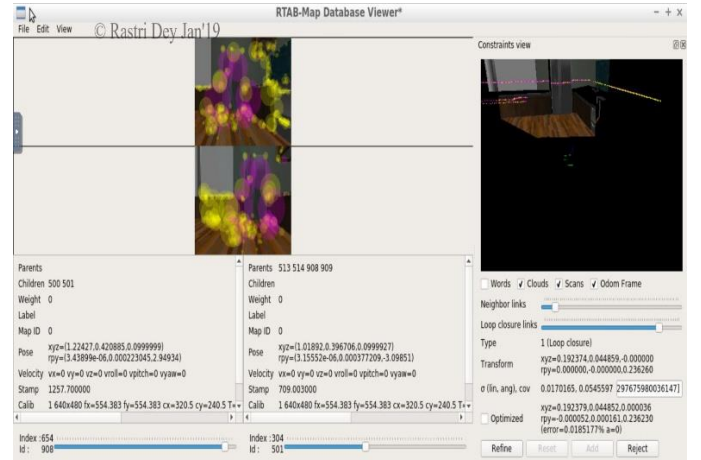 RTAB-Map Database Viewer*
File Edit View
© Rastri Dey Jan'19
Constraints view
Parents
Children 500 501
Weight 0
Label
Map ID 0
Pose xyz=(1.22427,0.420885,0.0999999)
rpy=(3.43899e-06,0.000223045,2.94934)
Velocity vx=0 vy=0 vz=0 vroll=0 vpitch=0 vyaw=0
Stamp 1257.700000
Calib 1 640x480 fx=554.383 fy=554.383 cx=320.5 cy=240.5 T=
Index :654
Id : 908
Parents 513 514 908 909
Children
Weight 0
Label
Map ID 0
Pose xyz=(1.01892,0.396706,0.0999927)
rpy=(3.15552e-06,0.000377209,-3.09851)
Velocity vx=0 vy=0 vz=0 vroll=0 vpitch=0 vyaw=0
Stamp 709.003000
Calib 1 640x480 fx=554.383 fy=554.383 cx=320.5 cy=240.5 T=
Index :304
Id : 501
Words Clouds Scans Odom Frame
Neighbor links
Loop closure links
Type 1 (Loop closure)
Transform xyz=0.192374,0.044859,-0.000000
rpy=0.000000,-0.000000,0.236260
σ (lin, ang), cov 0.0170165, 0.0545597 297675980036147]
Optimized xyz=0.192379,0.044852,0.000036
rpy=-0.000052,0.000161,0.236230
(error=0.0185177% a=0)
Refine Reset Add Reject